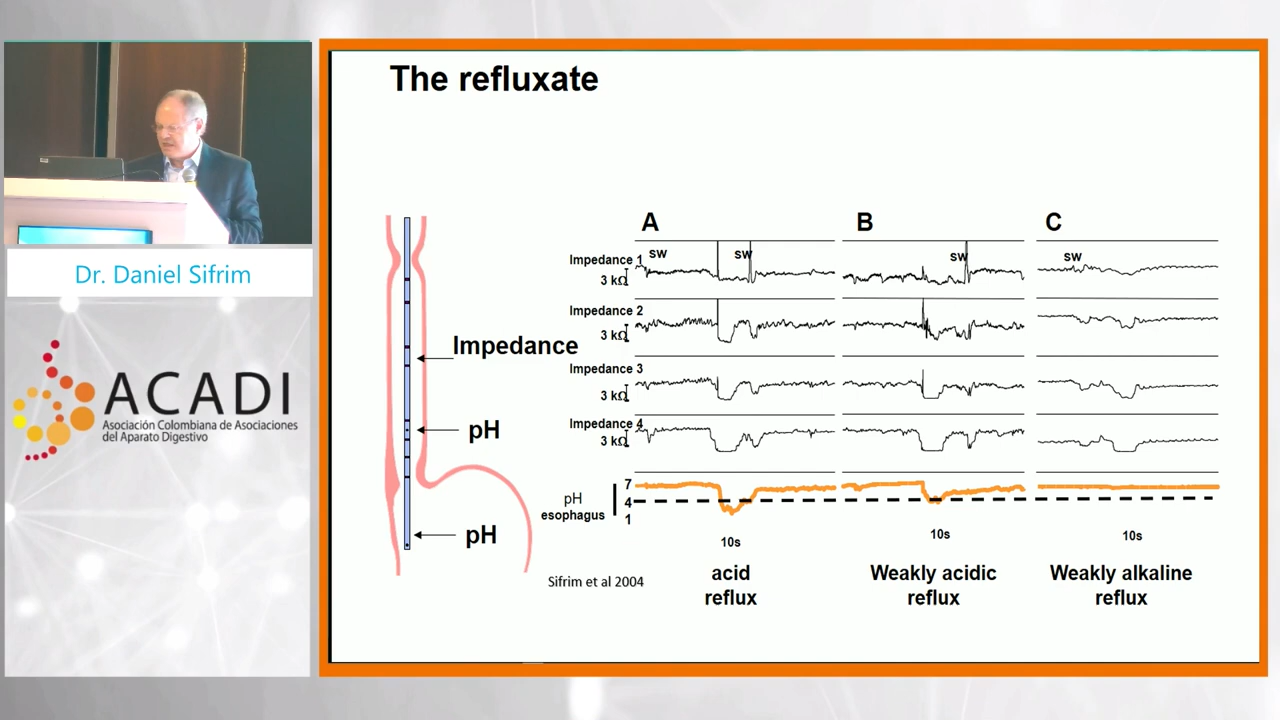 The refluxate
Dr. Daniel Sifrim
ACADI
Asociación Colombiana de Asociaciones
del Aparato Digestivo
Impedance
pH
pH
Sifrim et al 2004
A
B
C
Impedance 1
3 kΩ
sw
sw
sw
sw
Impedance 2
3 kΩ
Impedance 3
3 kΩ
Impedance 4
3 kΩ
pH
esophagus
7
4
1
10s
10s
10s
acid
reflux
Weakly acidic
reflux
Weakly alkaline
reflux